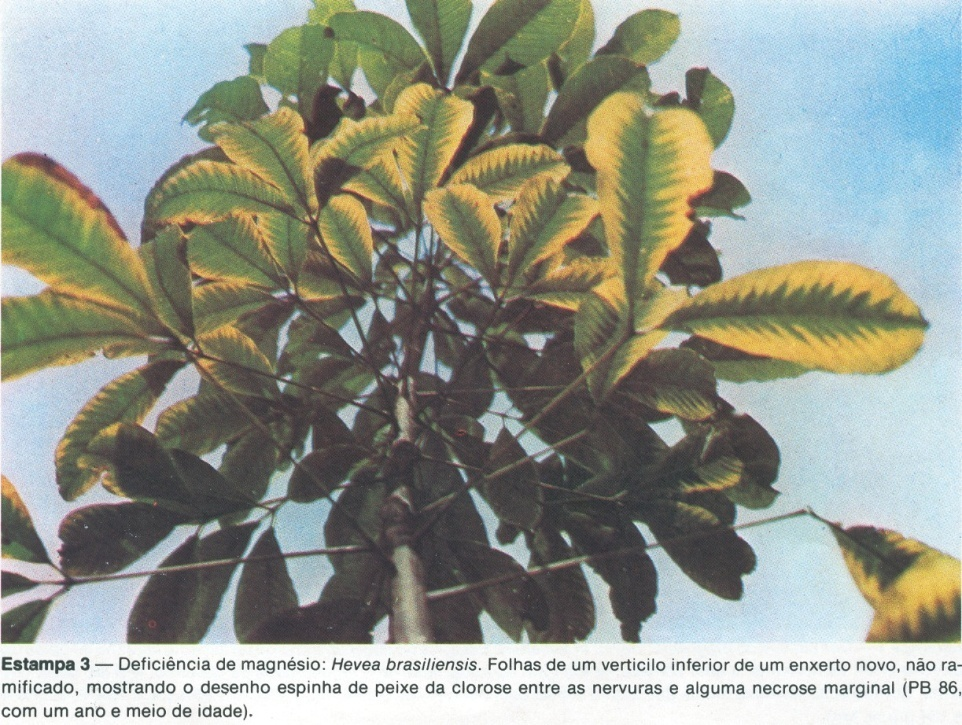 Estampa 3 — Deficiência de magnésio: Hevea brasiliensis. Folhas de um verticilo inferior de um enxerto novo, não ra-
mificado, mostrando o desenho espinha de peixe da clorose entre as nervuras e alguma necrose marginal (PB 86,
com um ano e meio de idade).